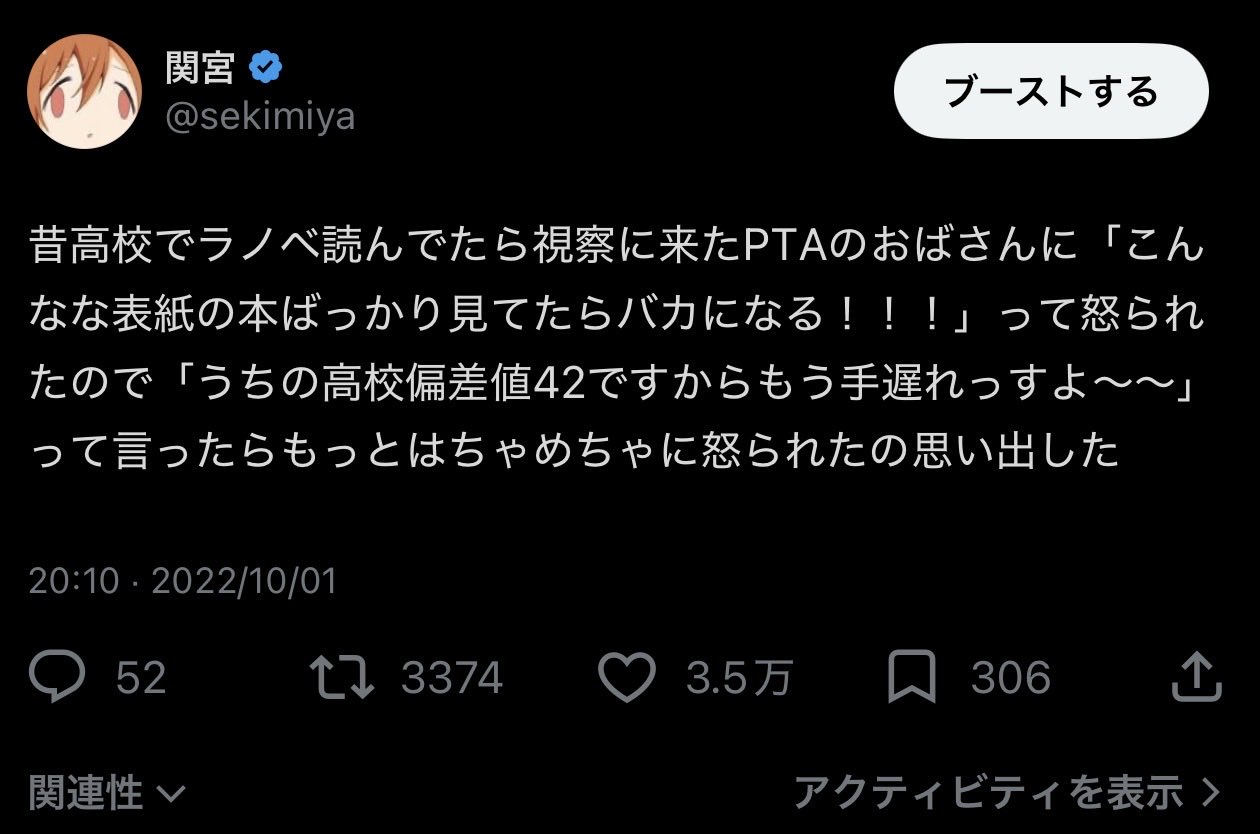 関宮
@sekimiya
ブーストする
昔高校でラノベ読んでたら視察に来たPTAのおばさんに「こん
なな表紙の本ばっかり見てたらバカになる！！！」って怒られ
たので「うちの高校偏差値42ですからもう手遅れっすよ〜〜」
って言ったらもっとはちゃめちゃに怒られたの思い出した
20:10 · 2022/10/01
52 3374 3.5万 306
関連性
アクティビティを表示